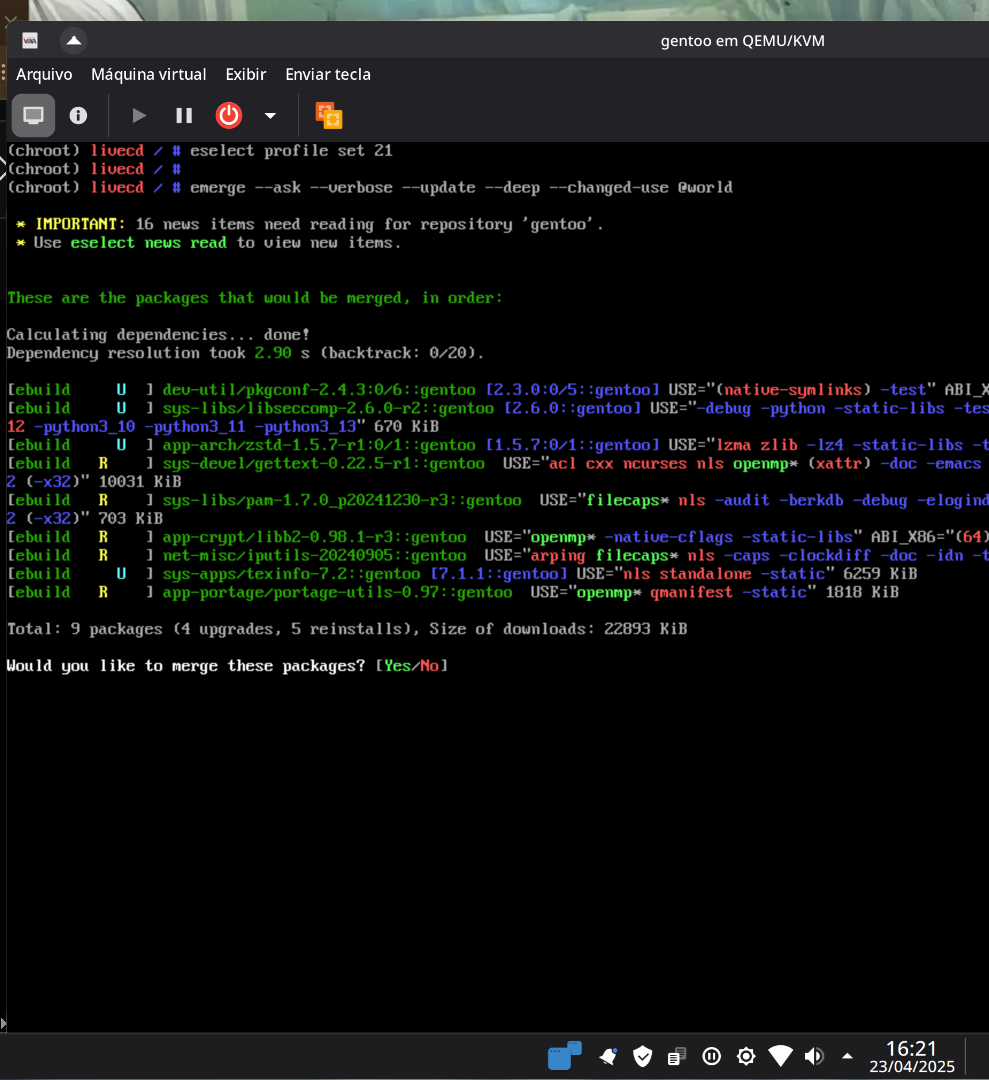 gentoo em QEMU/KVM
Arquivo Máquina virtual Exibir Enviar tecla
(chroot) livecd / # eselect profile set 21
(chroot) livecd / #
(chroot) livecd / # emerge --ask --verbose --update --deep --changed-use @world
* IMPORTANT: 16 news items need reading for repository 'gentoo'.
* Use eselect news read to view new items.
These are the packages that would be merged, in order:
Calculating dependencies... done!
Dependency resolution took 2.90 s (backtrack: 0/20).
[ebuild     U  ] dev-util/pkgconf-2.4.3:0/6::gentoo [2.3.0:0/5::gentoo] USE="(native-symlinks) -test" ABI_X
[ebuild     U  ] sys-libs/libseccomp-2.6.0-r2::gentoo [2.6.0::gentoo] USE="-debug -python -static-libs -tes
12 -python3_10 -python3_11 -python3_13" 670 KiB
[ebuild     U  ] app-arch/zstd-1.5.7-r1:0/1::gentoo [1.5.7:0/1::gentoo] USE="lzma zlib -lz4 -static-libs -t
[ebuild   R    ] sys-devel/gettext-0.22.5-r1::gentoo  USE="acl cxx ncurses nls openmp* (xattr) -doc -emacs
2 (-x32)" 10031 KiB
[ebuild   R    ] sys-libs/pam-1.7.0_p20241230-r3::gentoo  USE="filecaps* nls -audit -berkdb -debug -elogind
2 (-x32)" 703 KiB
[ebuild   R    ] app-crypt/libb2-0.98.1-r3::gentoo  USE="openmp* -native-cflags -static-libs" ABI_X86="(64)
[ebuild   R    ] net-misc/iputils-20240905::gentoo  USE="arping filecaps* nls -caps -clockdiff -doc -idn -t
[ebuild     U  ] sys-apps/texinfo-7.2::gentoo [7.1.1::gentoo] USE="nls standalone -static" 6259 KiB
[ebuild   R    ] app-portage/portage-utils-0.97::gentoo  USE="openmp* qmanifest -static" 1818 KiB
Total: 9 packages (4 upgrades, 5 reinstalls), Size of downloads: 22893 KiB
Would you like to merge these packages? [Yes/No]
16:21
23/04/2025